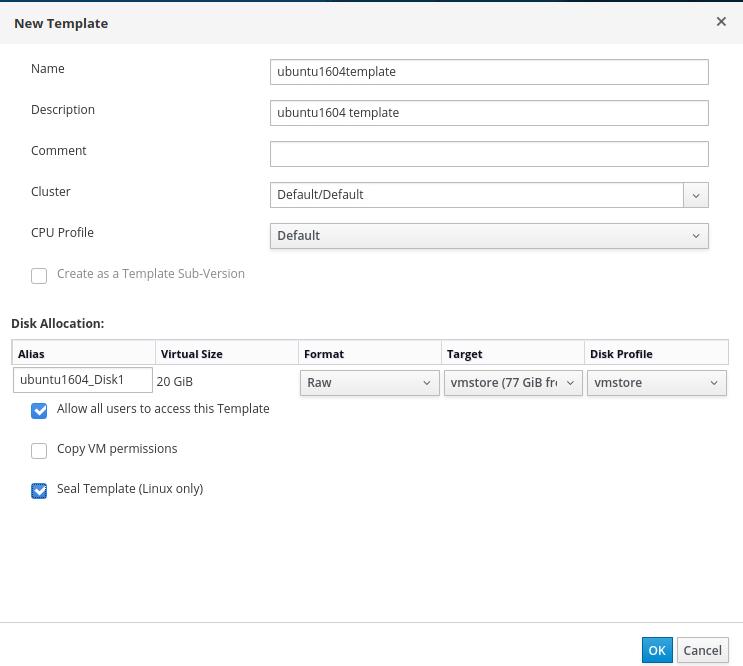 New Template
Name ubuntu1604template
Description ubuntu1604 template
Comment
Cluster Default/Default
CPU Profile Default
Create as a Template Sub-Version
Disk Allocation:
Alias Virtual Size Format Target Disk Profile
ubuntu1604_Disk1 20 GiB Raw vmstore (77 GiB fre vmstore
Allow all users to access this Template
Copy VM permissions
Seal Template (Linux only)
OK Cancel